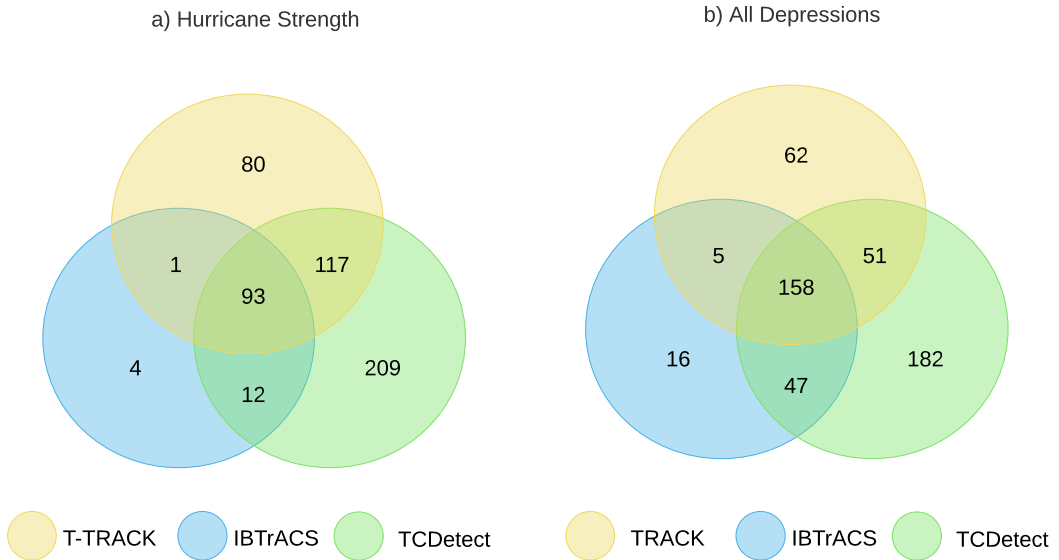 a) Hurricane Strength
80
1
117
93
4
12
209
T-TRACK
IBTrACS
TCDetect
b) All Depressions
62
5
51
158
16
47
182
TRACK
IBTrACS
TCDetect